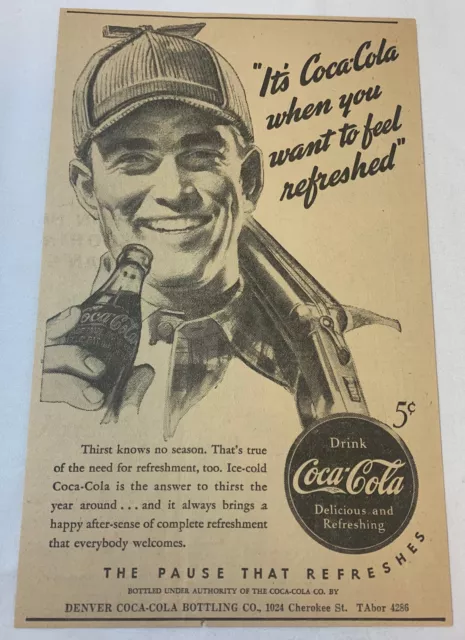 "It's Coca-Cola
when you
want to feel
refreshed"
Coca-Cola
5¢
Drink
Coca-Cola
Delicious and
Refreshing
Thirst knows no season. That's true
of the need for refreshment, too. Ice-cold
Coca-Cola is the answer to thirst the
year around... and it always brings a
happy after-sense of complete refreshment
that everybody welcomes.
THE PAUSE THAT REFRESHES
BOTTLED UNDER AUTHORITY OF THE COCA-COLA CO. BY
DENVER COCA-COLA BOTTLING CO., 1024 Cherokee St. TAbor 4286